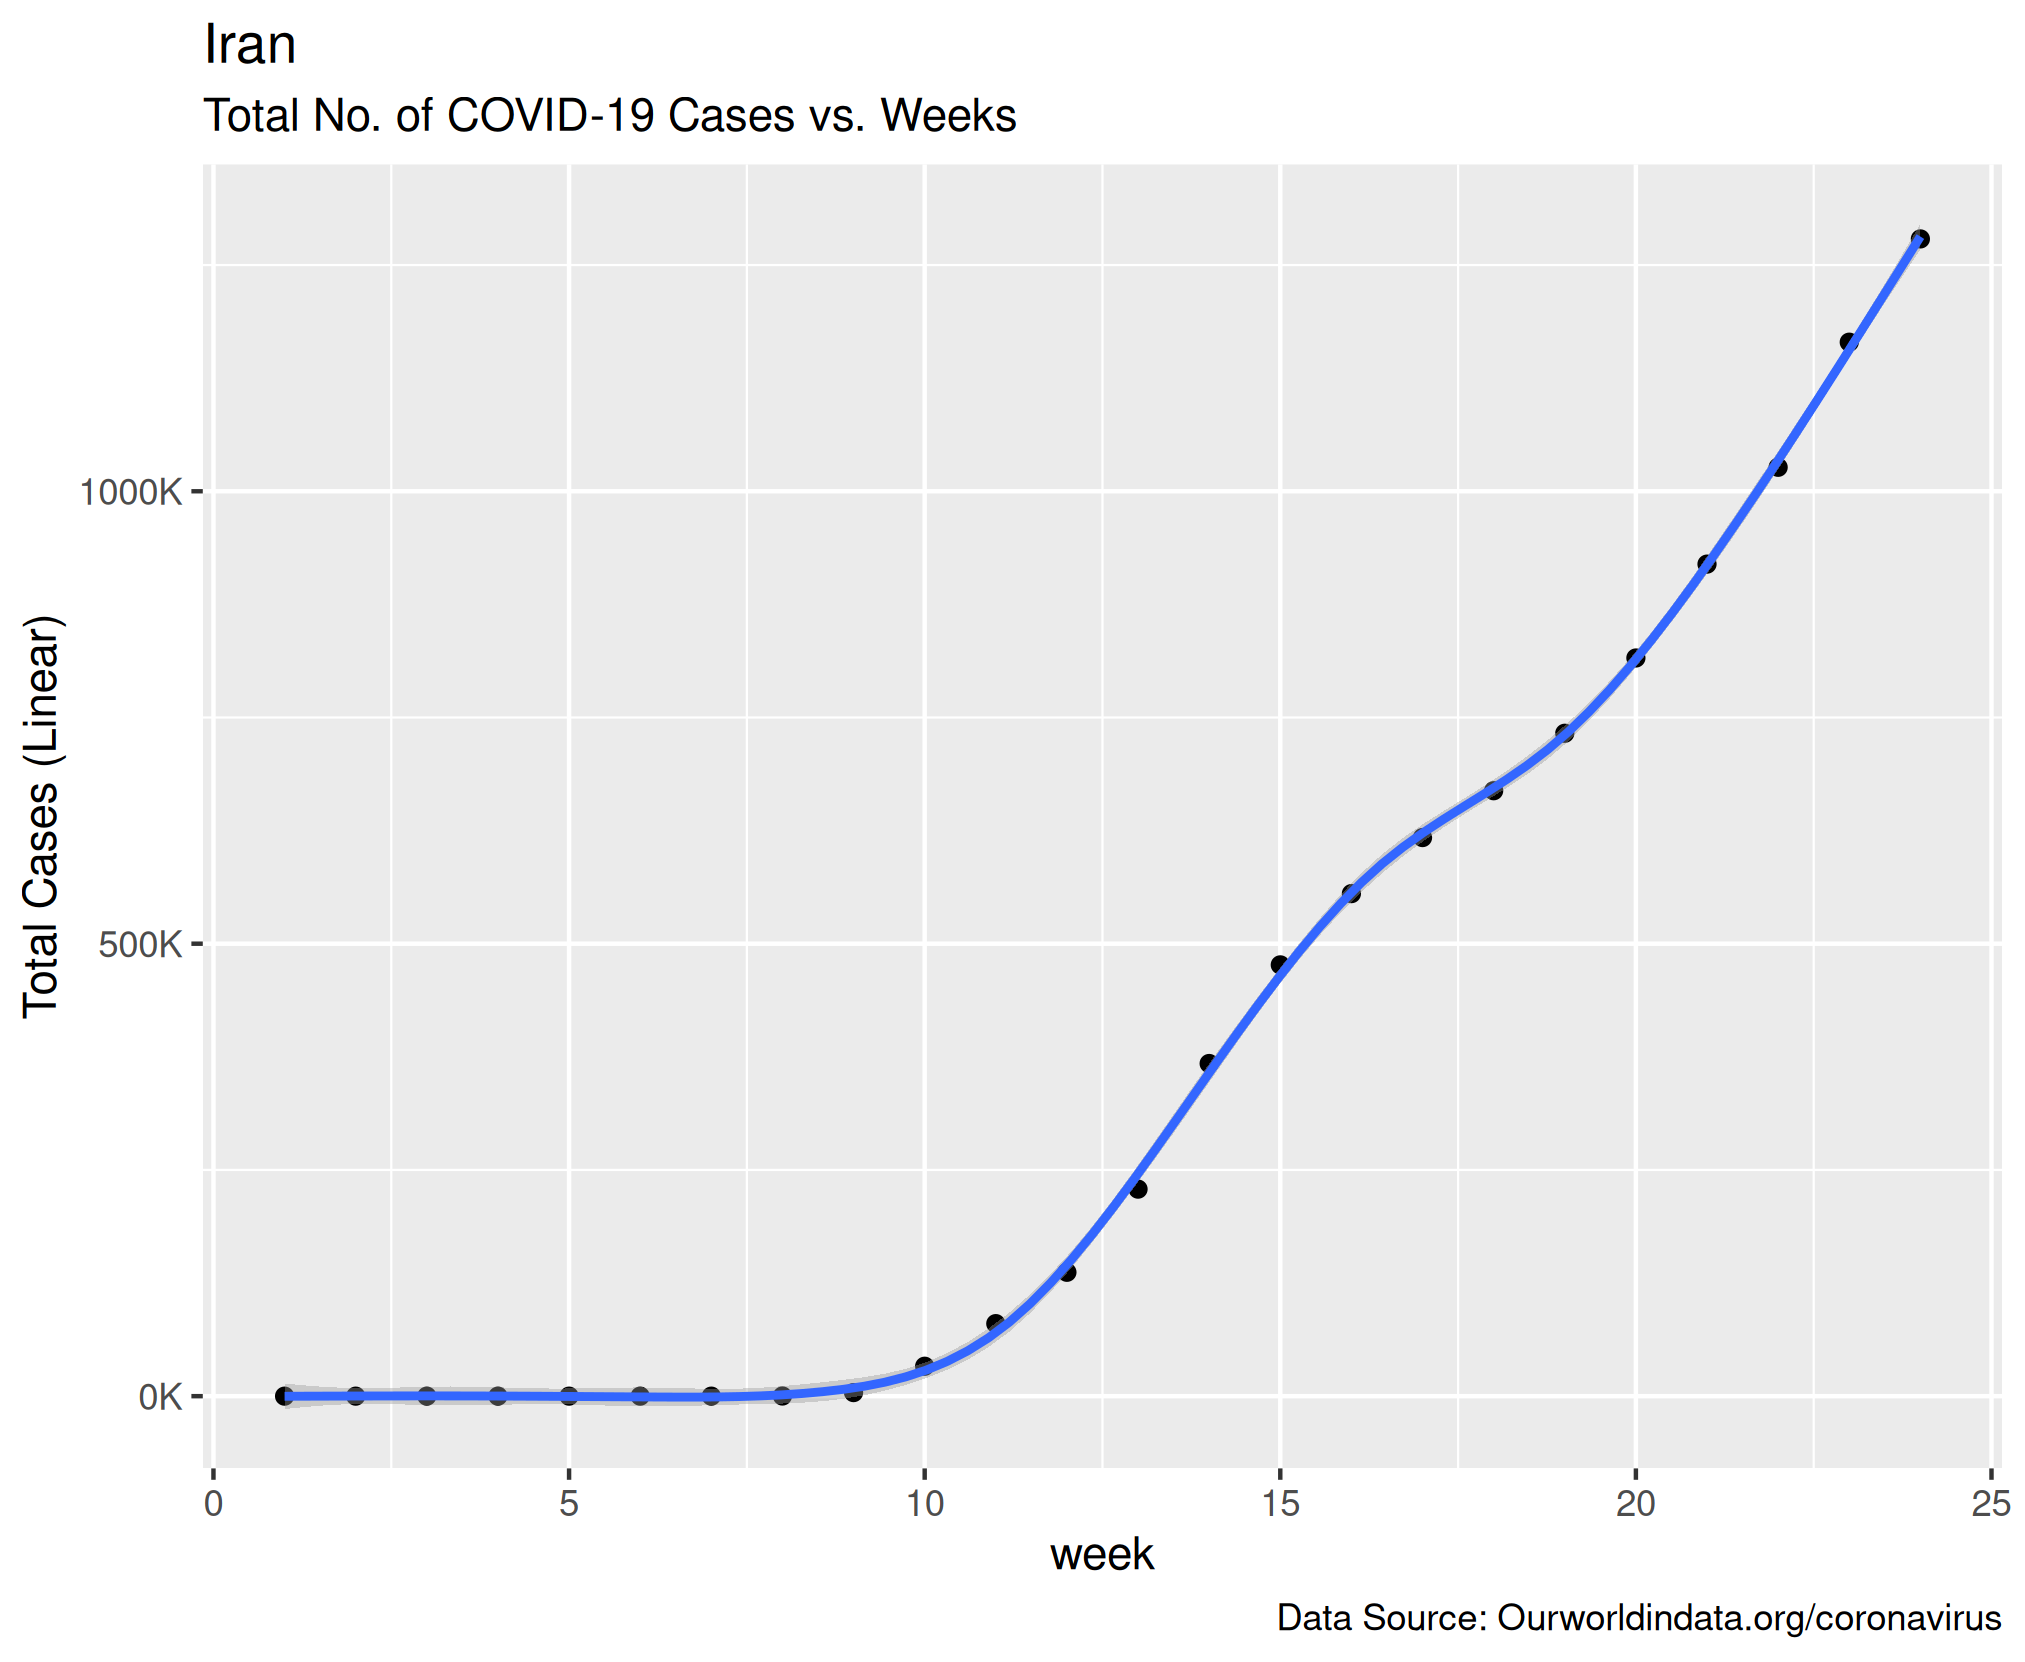 Iran
Total No. of COVID-19 Cases vs. Weeks
Total Cases (Linear)
1000K
500K
0K
0 5 10 15 20 25
week
Data Source: Ourworldindata.org/coronavirus